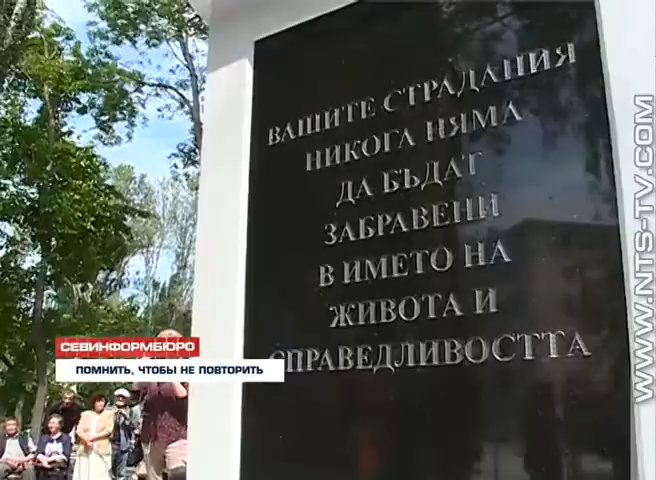 ВАШИТЕ СТРАДАНИЯ
НИКОГА НЯМА
ДА БЪДАТ
ЗАБРАВЕНИ
В ИМЕТО НА
ЖИВОТА И
СПРАВЕДЛИВОСТТА
СЕВИНФОРМБЮРО
ПОМНИТЬ, ЧТОБЫ НЕ ПОВТОРИТЬ
WWW.NTS-TV.COM